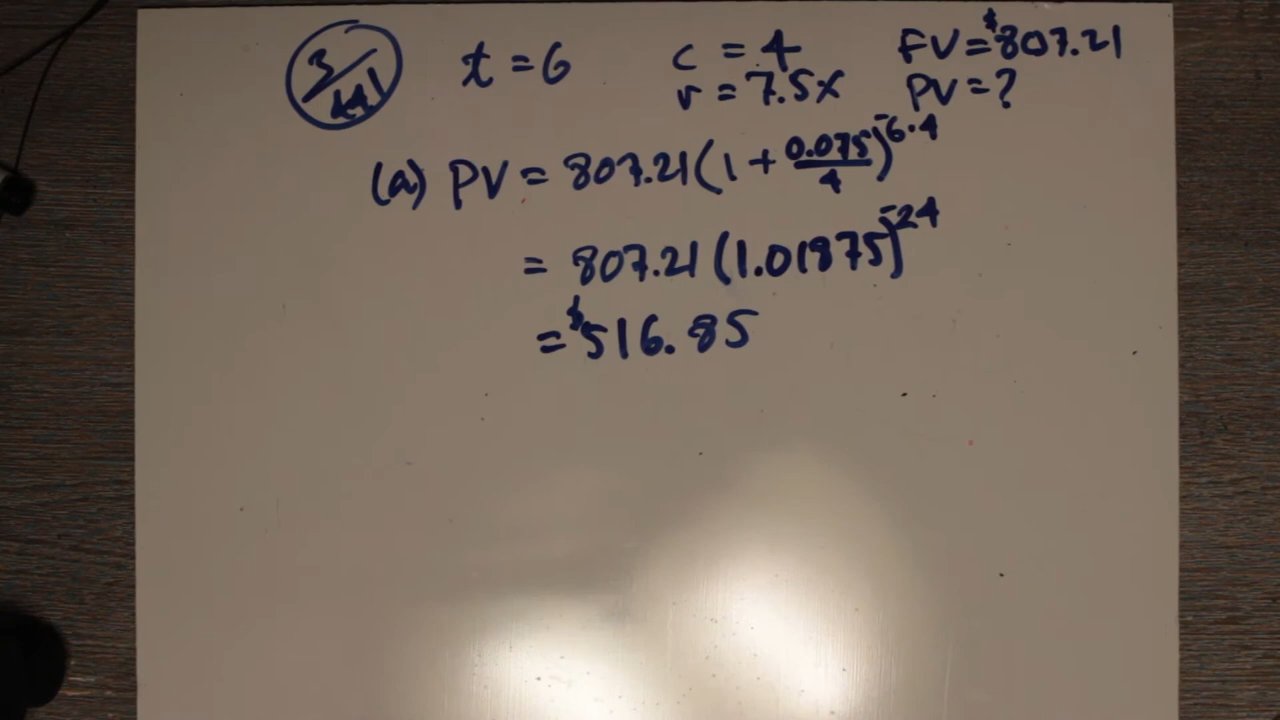 3/441 t = 6 c = 4 FV = $807.21
r = 7.5% PV = ?
(a) PV = 807.21(1 + 0.075/4)^-6·4
= 807.21 (1.01875)^-24
= $516.85